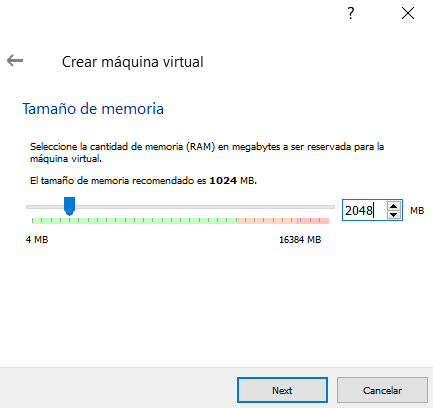 ?
Crear máquina virtual
Tamaño de memoria
Seleccione la cantidad de memoria (RAM) en megabytes a ser reservada para la
máquina virtual.
El tamaño de memoria recomendado es 1024 MB.
2048 MB
4 MB 16384 MB
Next Cancelar